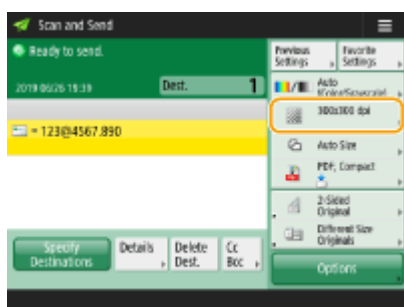 Scan and Send
Ready to send.
Previous Settings
Favorite Settings
2019 06/26 19:39
Dest. 1
Auto
(Color/Grayscale)
300x300 dpi
= 123@4567.890
Auto Size
PDF; Compact
2-Sided
Original
Different Size
Originals
Specify
Destinations
Details
Delete
Dest.
Cc
Bcc
Options